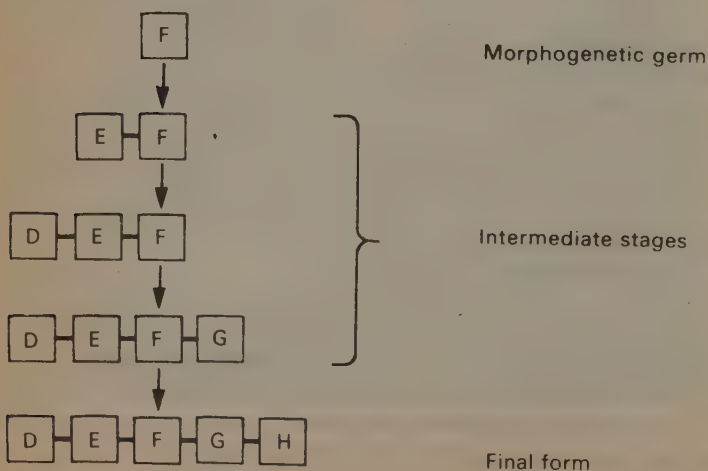 F
Morphogenetic germ
E F
D E F
Intermediate stages
D E F G
D E F G H
Final form